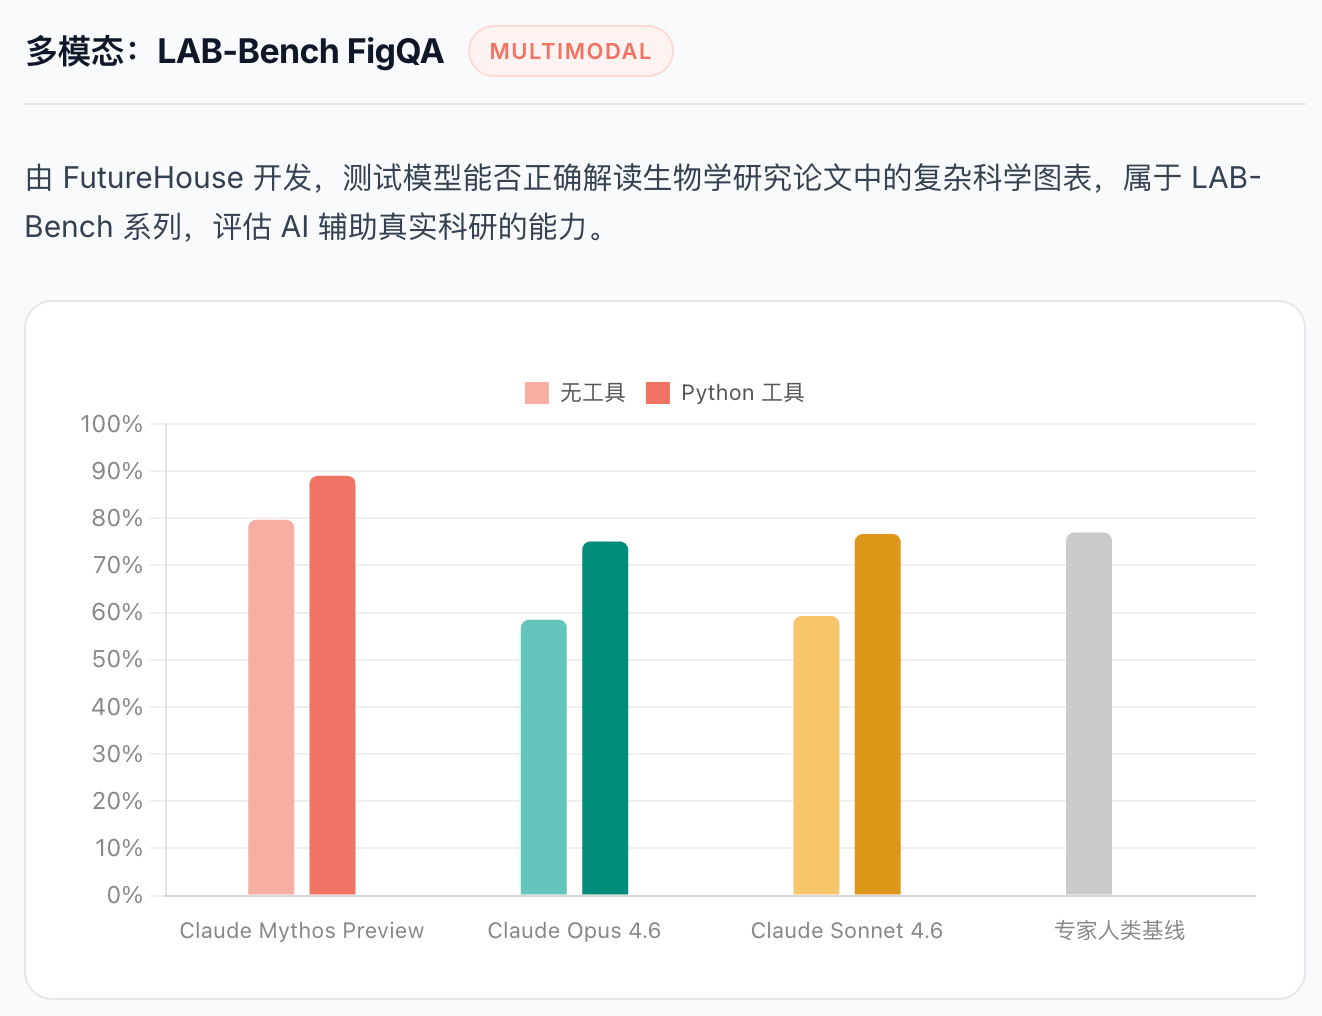 多模态：LAB-Bench FigQA
MULTIMODAL
由 FutureHouse 开发，测试模型能否正确解读生物学研究论文中的复杂科学图表，属于 LAB-
Bench 系列，评估 AI 辅助真实科研的能力。
无工具
Python 工具
100%
90%
80%
70%
60%
50%
40%
30%
20%
10%
0%
Claude Mythos Preview
Claude Opus 4.6
Claude Sonnet 4.6
专家人类基线